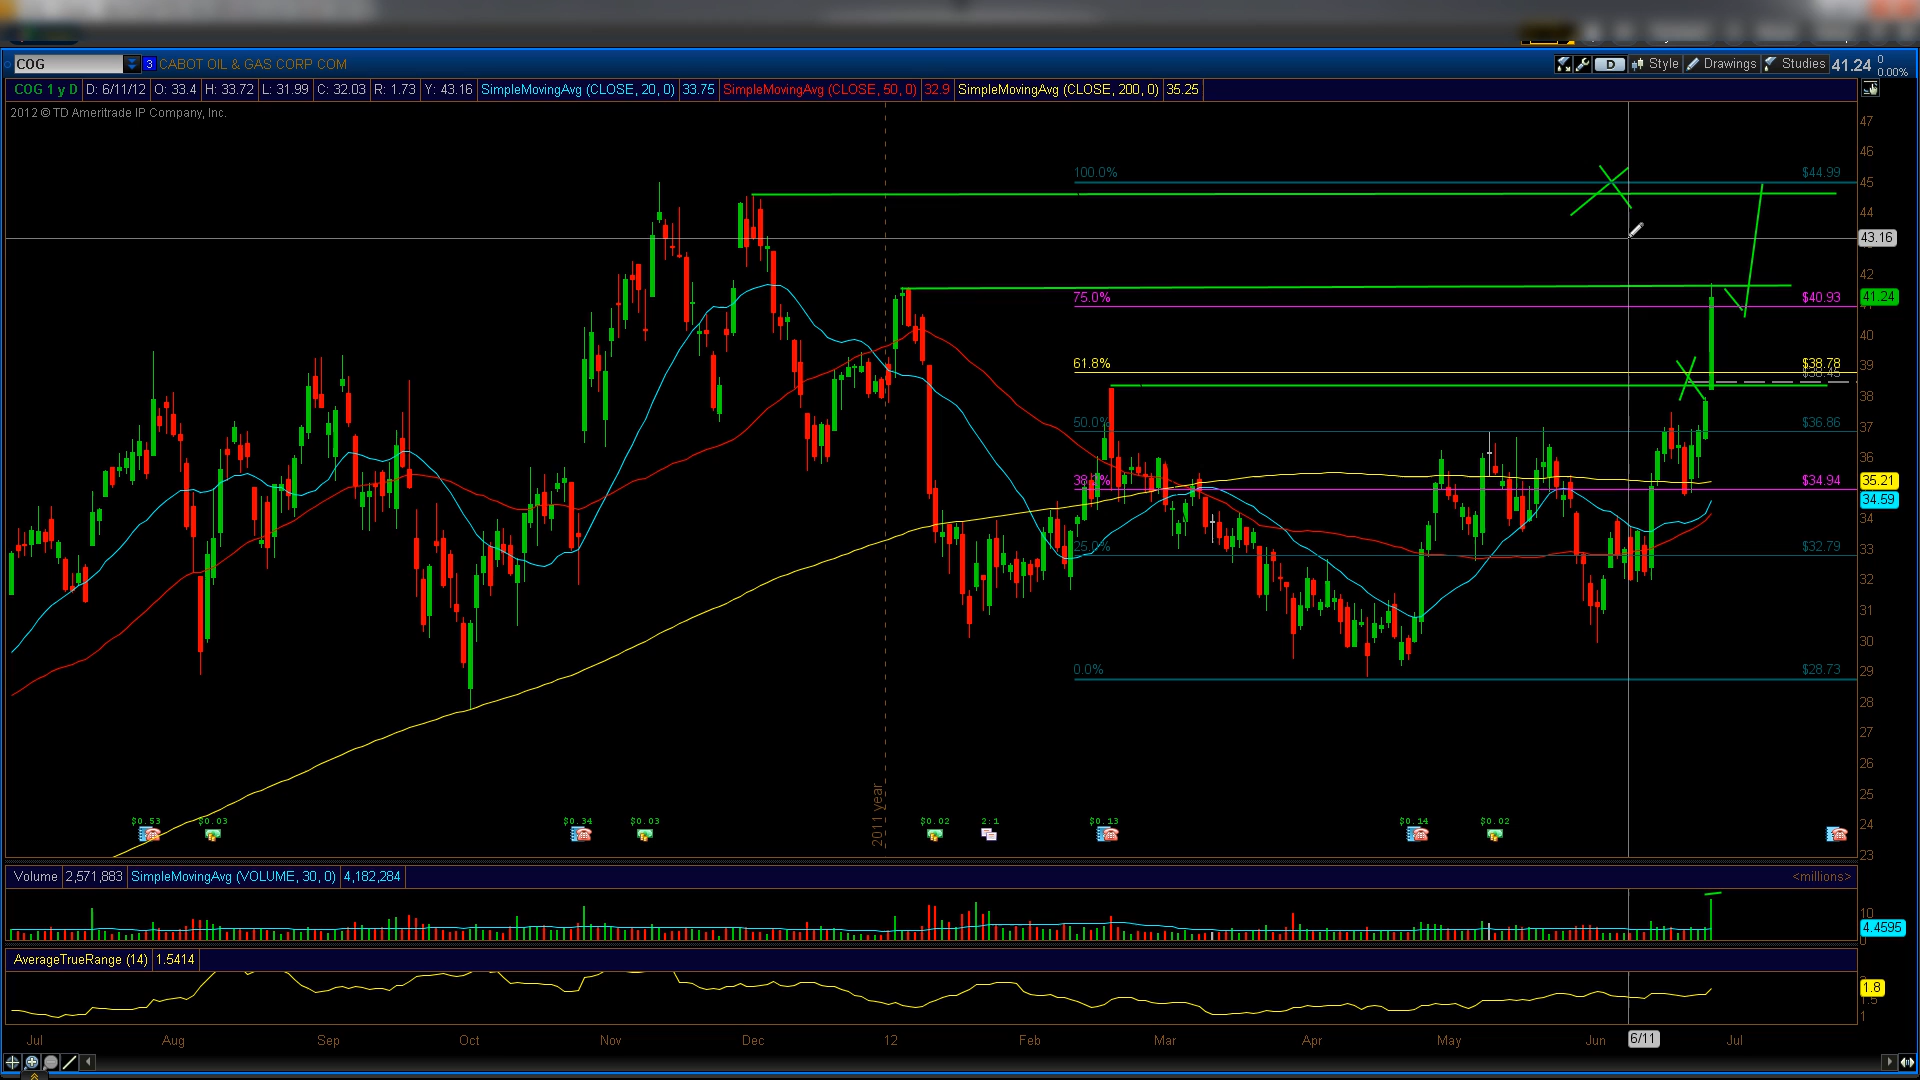 COG 3 CABOT OIL & GAS CORP COM D Style Drawings Studies 41.24 0 0.00%
COG 1 y D D: 6/11/12 O: 33.4 H: 33.72 L: 31.99 C: 32.03 R: 1.73 Y: 43.16 SimpleMovingAvg (CLOSE, 20, 0) 33.75 SimpleMovingAvg (CLOSE, 50, 0) 32.9 SimpleMovingAvg (CLOSE, 200, 0) 35.25
2012 © TD Ameritrade IP Company, Inc.
47
46
100.0% $44.99 45
44
43.16
42
75.0% $40.93 41.24
40
61.8% $38.78 39
38
50.0% $36.86 37
36
38.2% $34.94 35.21
34.59
34
25.0% $32.79 33
32
31
30
0.0% $28.73 29
28
27
26
25
2011 year
$0.53 $0.03 $0.34 $0.03 $0.02 2:1 $0.13 $0.14 $0.02 24
23
Volume 2,571,883 SimpleMovingAvg (VOLUME, 30, 0) 4,182,284 <millions>
10
4.4595
0
AverageTrueRange (14) 1.5414
1.8
1
Jul Aug Sep Oct Nov Dec 12 Feb Mar Apr May Jun 6/11 Jul